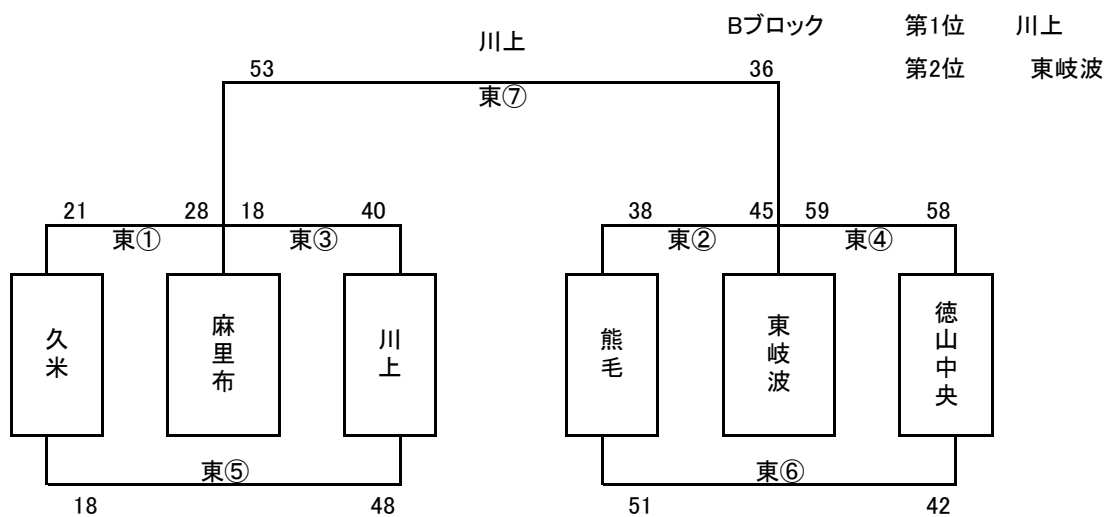 Bブロック 第1位 川上
川上
第2位 東岐波
53 36
東⑦
21 28 18 40 38 45 59 58
東① 東③ 東② 東④
久米 麻里布 川上 熊毛 東岐波 徳山中央
東⑤ 東⑥
18 48 51 42